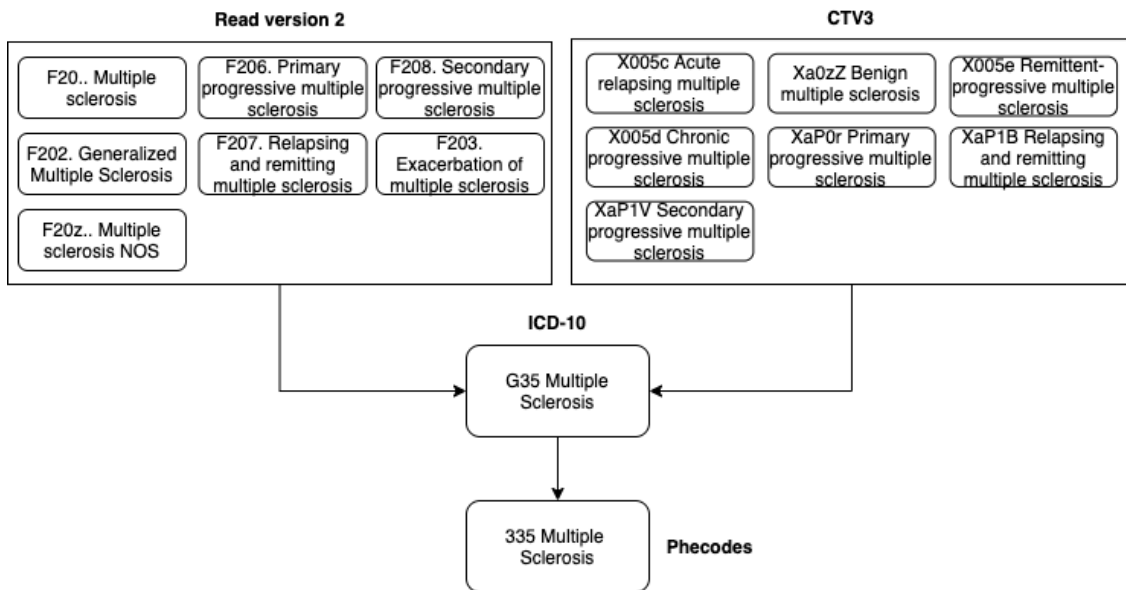 Read version 2
F20.. Multiple
sclerosis
F206. Primary
progressive multiple
sclerosis
F208. Secondary
progressive multiple
sclerosis
F202. Generalized
Multiple Sclerosis
F207. Relapsing
and remitting
multiple sclerosis
F203.
Exacerbation of
multiple sclerosis
F20z.. Multiple
sclerosis NOS
CTV3
X005c Acute
relapsing multiple
sclerosis
Xa0zZ Benign
multiple sclerosis
X005e Remittent-
progressive multiple
sclerosis
X005d Chronic
progressive multiple
sclerosis
XaP0r Primary
progressive multiple
sclerosis
XaP1B Relapsing
and remitting
multiple sclerosis
XaP1V Secondary
progressive multiple
sclerosis
ICD-10
G35 Multiple
Sclerosis
335 Multiple
Sclerosis
Phecodes